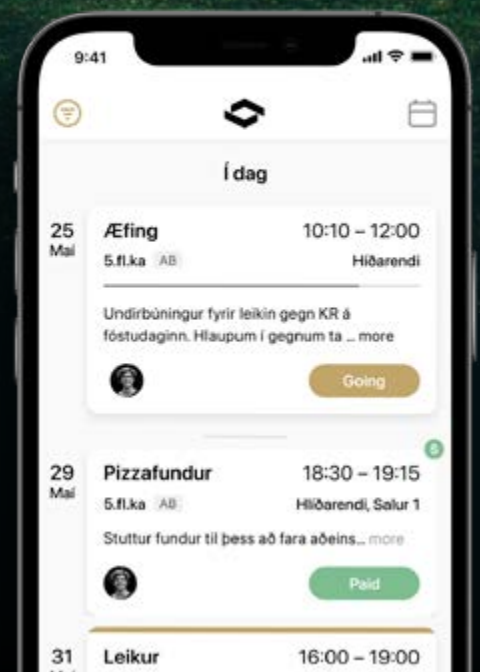 9:41
Í dag
25
Maí
Æfing
10:10 – 12:00
5.fl.ka AB
Híðarendi
Undirbúningur fyrir leikin gegn KR á
föstudaginn. Hlaupum í gegnum ta ... more
Going
29
Maí
Pizzafundur
18:30 – 19:15
5.fl.ka AB
Hlíðarendi, Salur 1
Stuttur fundur til þess að fara aðeins... more
Paid
31
Leikur
16:00 – 19:00